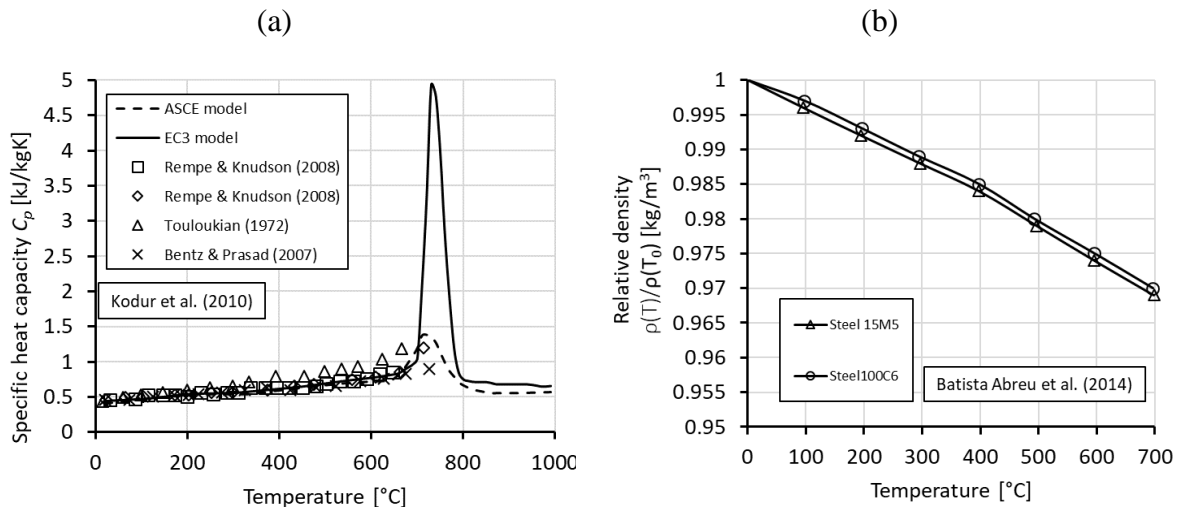 (a)
Specific heat capacity Cp [kJ/kgK]
5
4.5
4
3.5
3
2.5
2
1.5
1
0.5
0
ASCE model
EC3 model
Rempe & Knudson (2008)
Rempe & Knudson (2008)
Touloukian (1972)
Bentz & Prasad (2007)
Kodur et al. (2010)
0 200 400 600 800 1000
Temperature [°C]
(b)
Relative density
ρ(T)/ρ(T0) [kg/m³]
1
0.995
0.99
0.985
0.98
0.975
0.97
0.965
0.96
0.955
0.95
Steel 15M5
Steel100C6
Batista Abreu et al. (2014)
0 100 200 300 400 500 600 700
Temperature [°C]